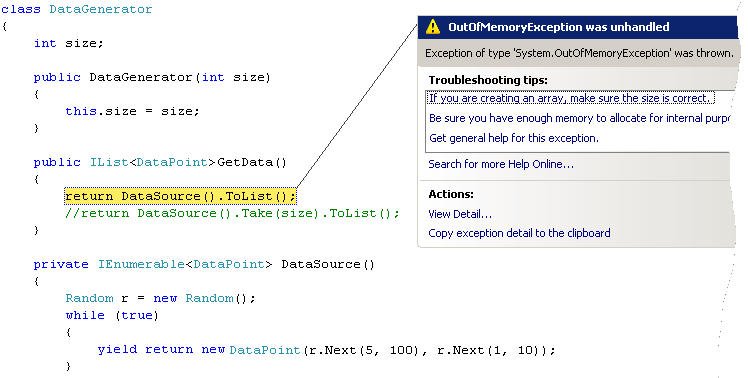 class DataGenerator
{
int size;
public DataGenerator(int size)
{
this.size = size;
}
public IList<DataPoint>GetData()
{
return DataSource().ToList();
//return DataSource().Take(size).ToList();
}
private IEnumerable<DataPoint> DataSource()
{
Random r = new Random();
while (true)
{
yield return new DataPoint(r.Next(5, 100), r.Next(1, 10));
}
OutOfMemoryException was unhandled
Exception of type 'System.OutOfMemoryException' was thrown.
Troubleshooting tips:
If you are creating an array, make sure the size is correct.
Be sure you have enough memory to allocate for internal purpo
Get general help for this exception.
Search for more Help Online...
Actions:
View Detail...
Copy exception detail to the clipboard